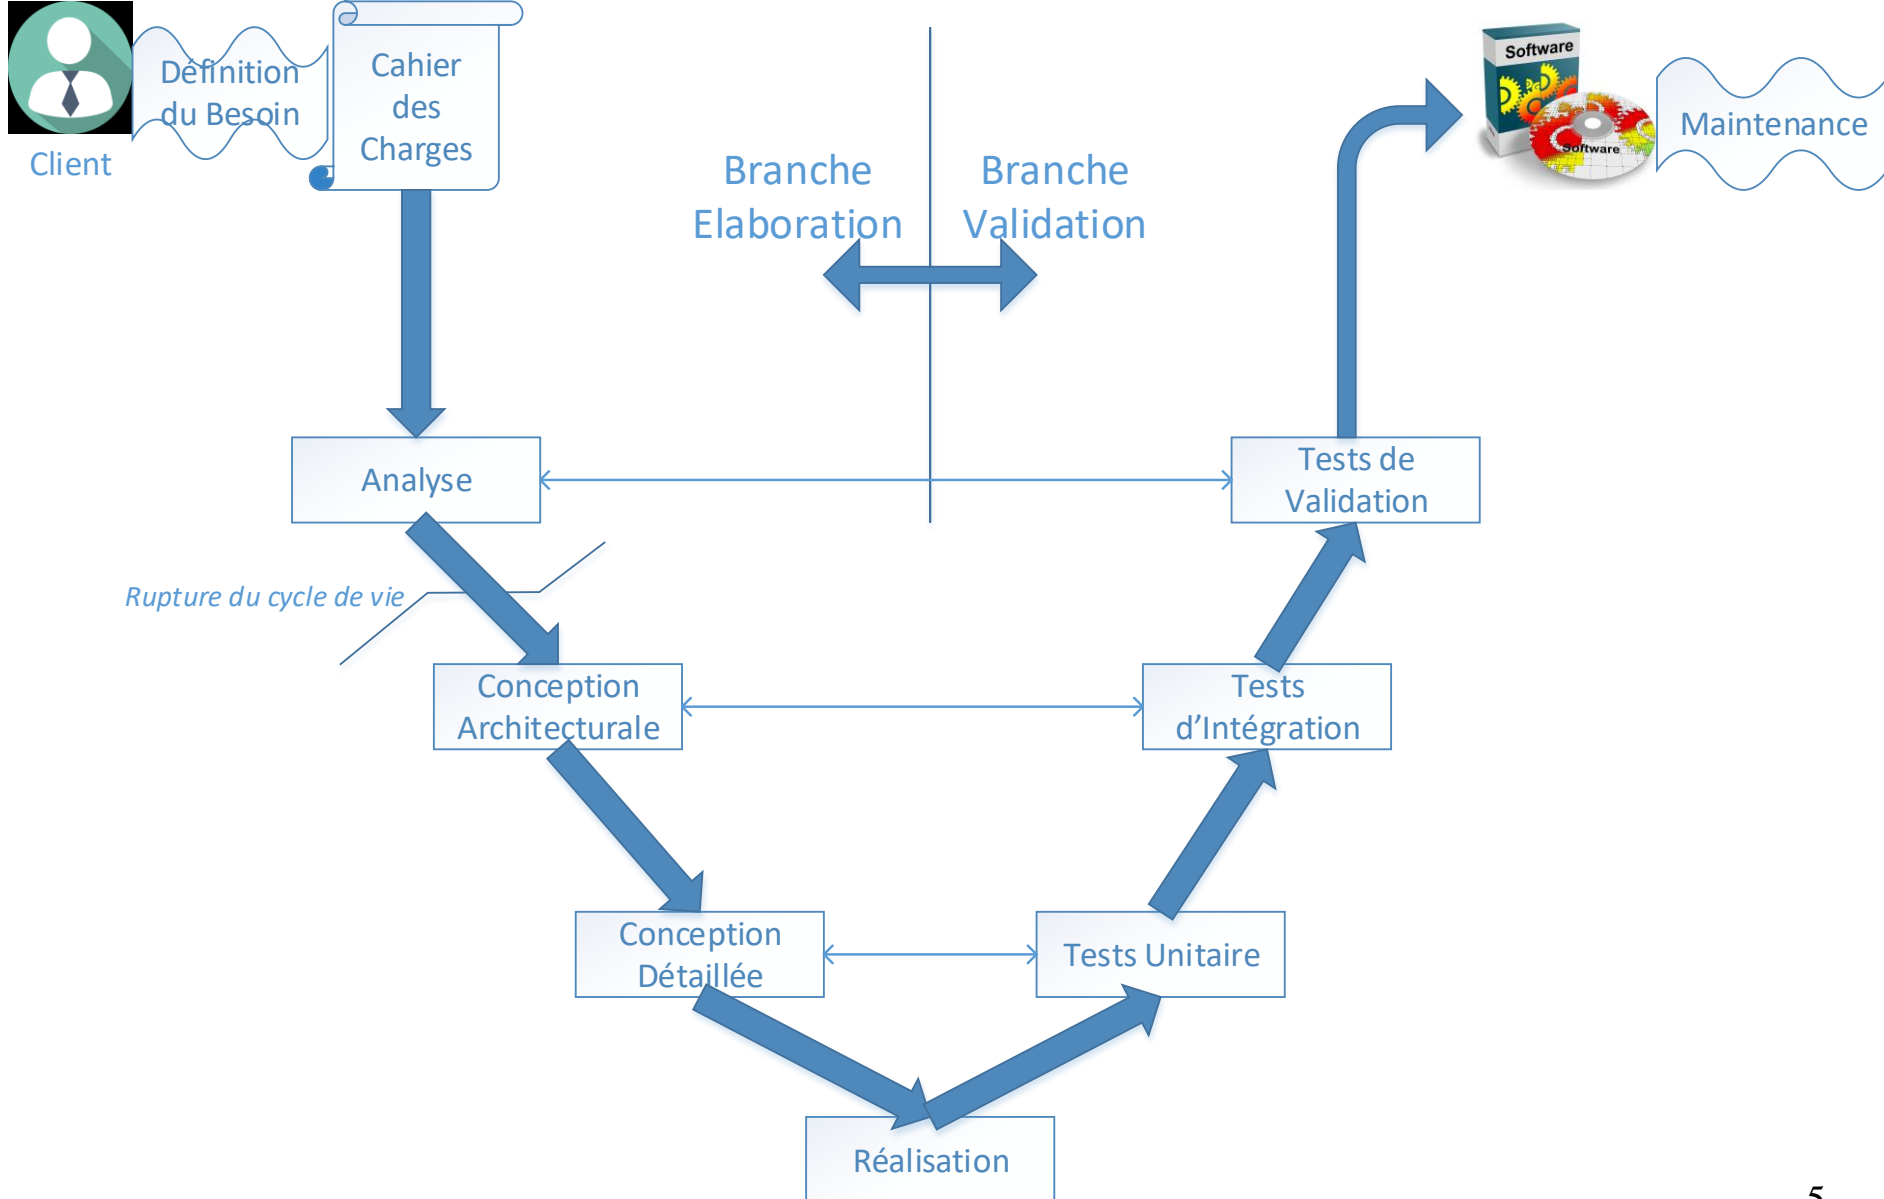 Client
Définition
du Besoin
Cahier
des
Charges
Branche
Elaboration
Branche
Validation
Software
Software
Maintenance
Analyse
Tests de
Validation
Rupture du cycle de vie
Conception
Architecturale
Tests
d’Intégration
Conception
Détaillée
Tests Unitaire
Réalisation
5